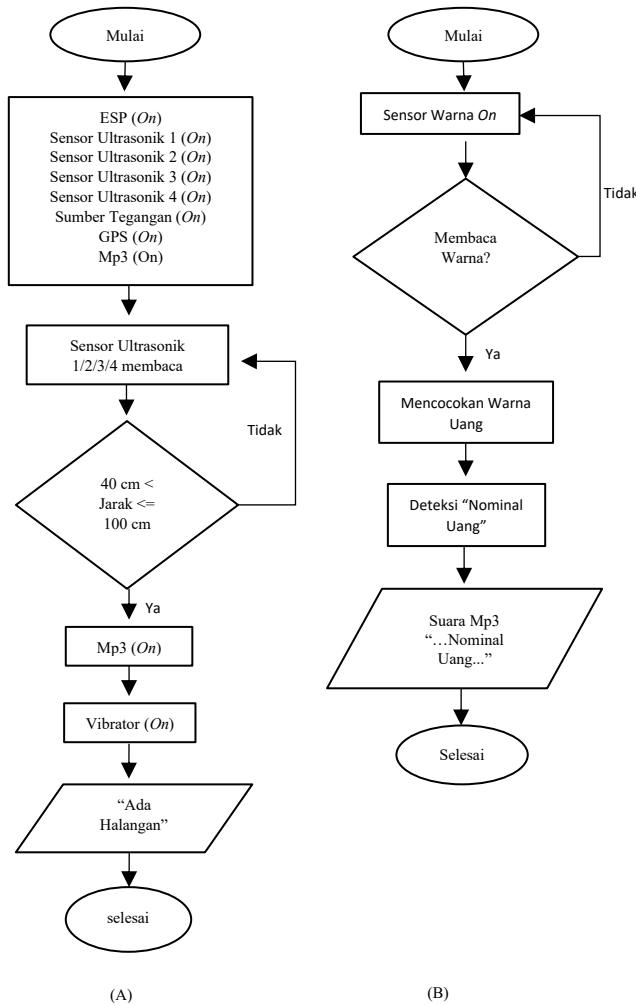 Mulai
ESP (On)
Sensor Ultrasonik 1 (On)
Sensor Ultrasonik 2 (On)
Sensor Ultrasonik 3 (On)
Sensor Ultrasonik 4 (On)
Sumber Tegangan (On)
GPS (On)
Mp3 (On)
Sensor Ultrasonik
1/2/3/4 membaca
Tidak
40 cm <
Jarak <=
100 cm
Ya
Mp3 (On)
Vibrator (On)
“Ada
Halangan”
selesai
(A)
Mulai
Sensor Warna On
Tidak
Membaca
Warna?
Ya
Mencocokan Warna
Uang
Deteksi “Nominal
Uang”
Suara Mp3
“…Nominal
Uang...”
Selesai
(B)